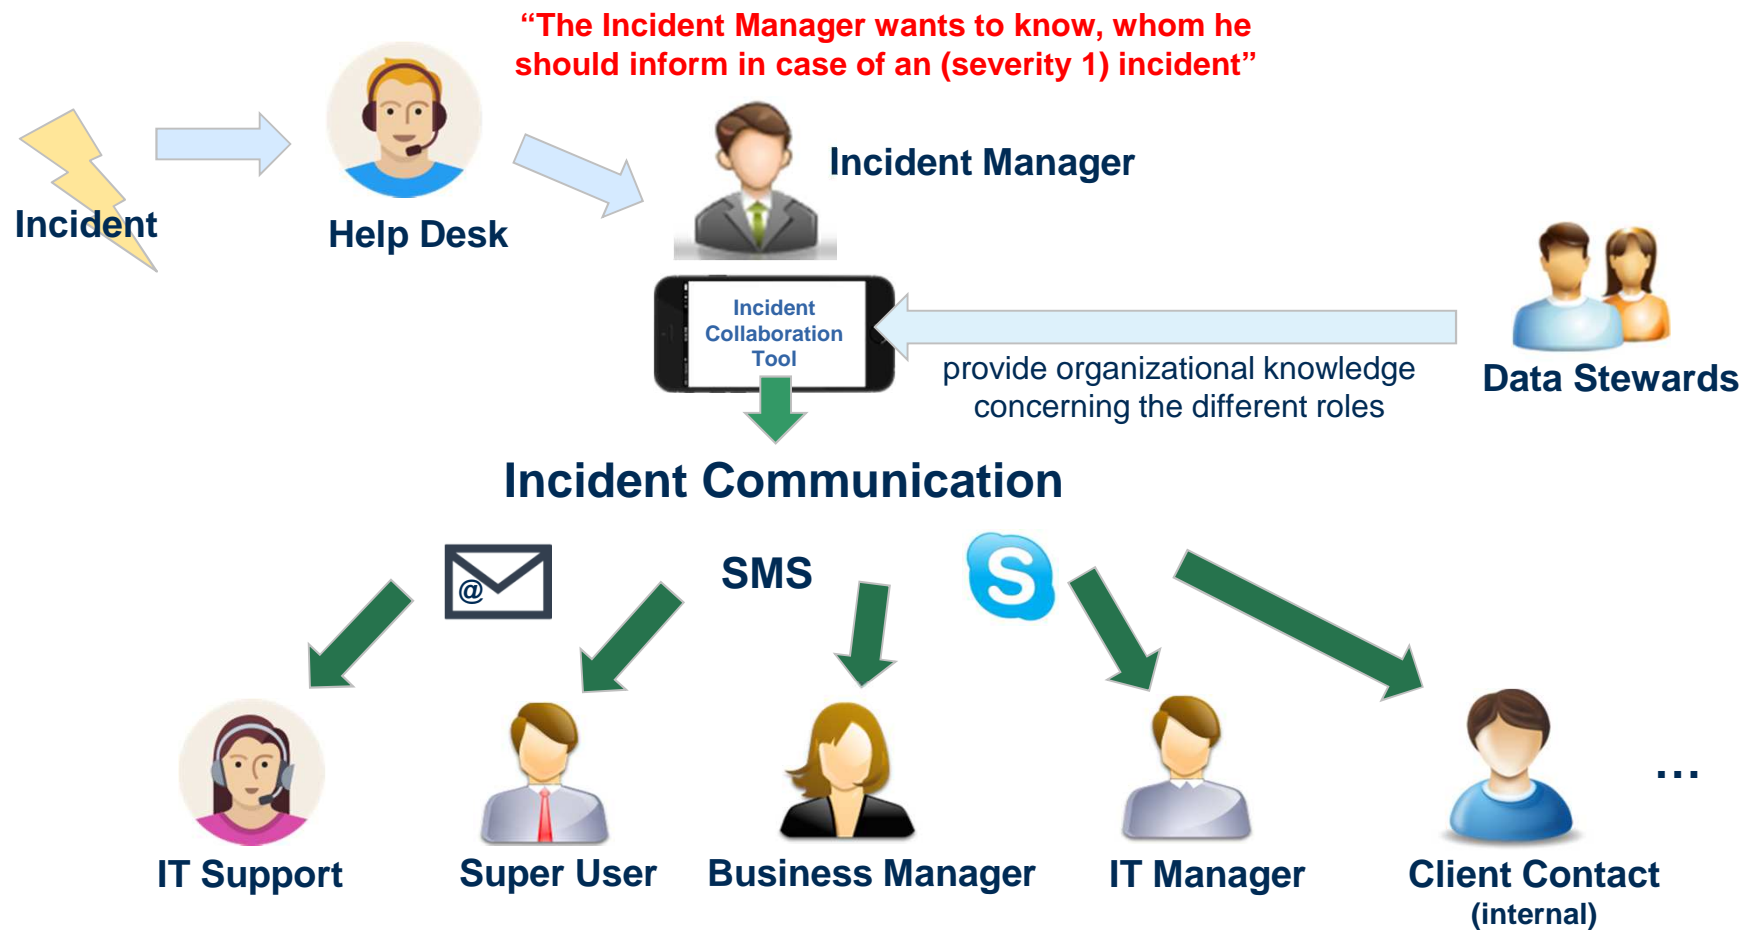 “The Incident Manager wants to know, whom he
should inform in case of an (severity 1) incident”
Incident
Help Desk
Incident Manager
Incident
Collaboration
Tool
provide organizational knowledge
concerning the different roles
Data Stewards
Incident Communication
@
SMS
S
IT Support
Super User
Business Manager
IT Manager
Client Contact
(internal)
...